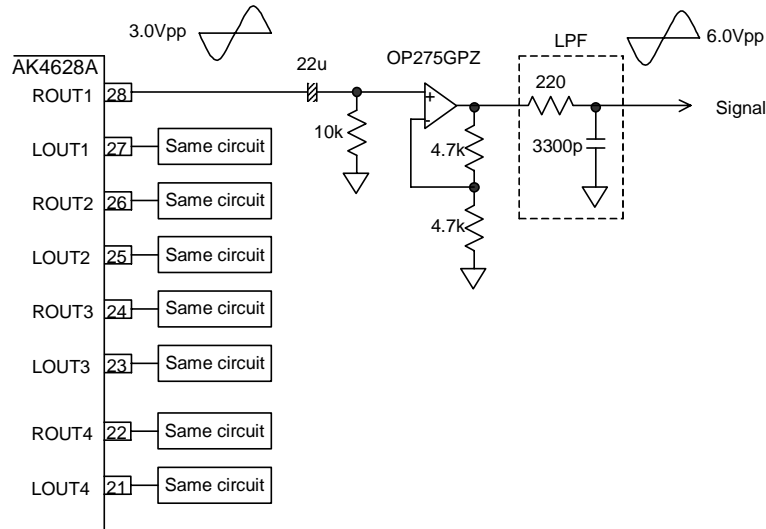 3.0Vpp
6.0Vpp
AK4628A
22u
OP275GPZ
LPF
ROUT1
28
+
-
220
Signal
10k
4.7k
3300p
LOUT1
27
Same circuit
ROUT2
26
Same circuit
4.7k
LOUT2
25
Same circuit
ROUT3
24
Same circuit
LOUT3
23
Same circuit
ROUT4
22
Same circuit
LOUT4
21
Same circuit